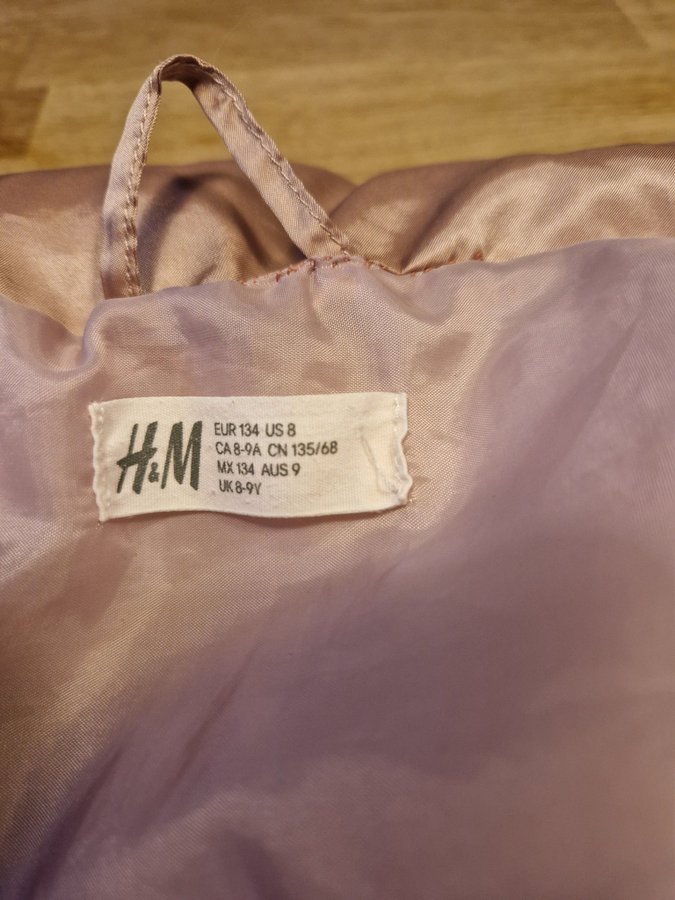 H&M
EUR 134 US 8
CA 8-9A CN 135/68
MX 134 AUS 9
UK 8-9Y